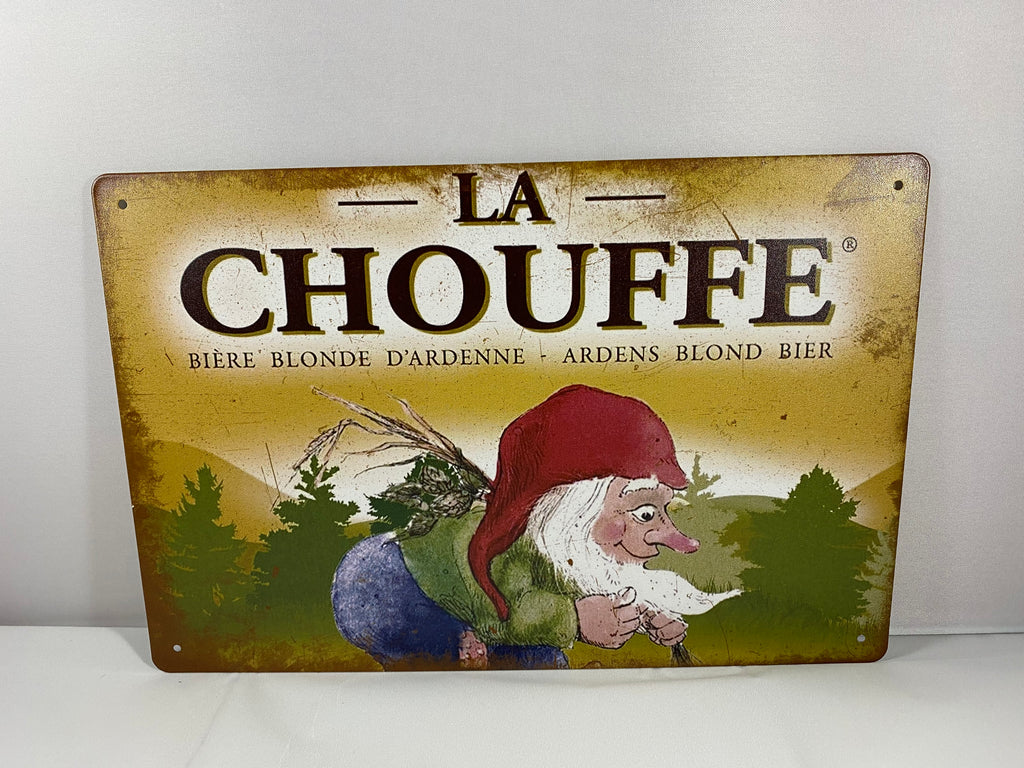 LA
CHOUFFE®
BIÈRE BLONDE D'ARDENNE - ARDENS BLOND BIER